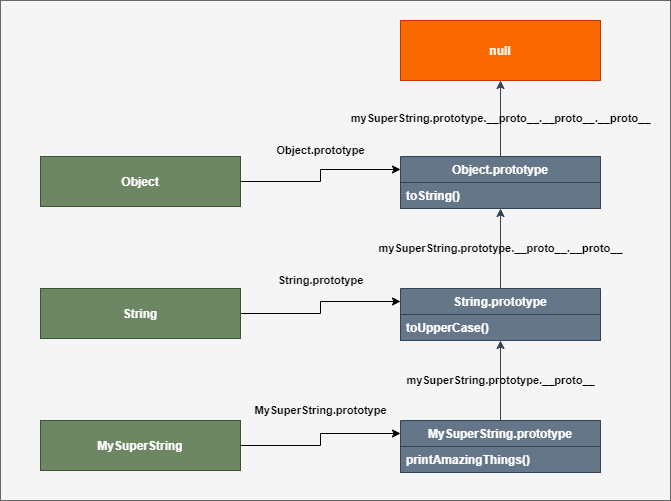 null
mySuperString.prototype.__proto__.__proto__.__proto__
Object.prototype
Object
Object.prototype
toString()
mySuperString.prototype.__proto__.__proto__
String.prototype
String
String.prototype
toUpperCase()
mySuperString.prototype.__proto__
MySuperString.prototype
MySuperString
MySuperString.prototype
printAmazingThings()